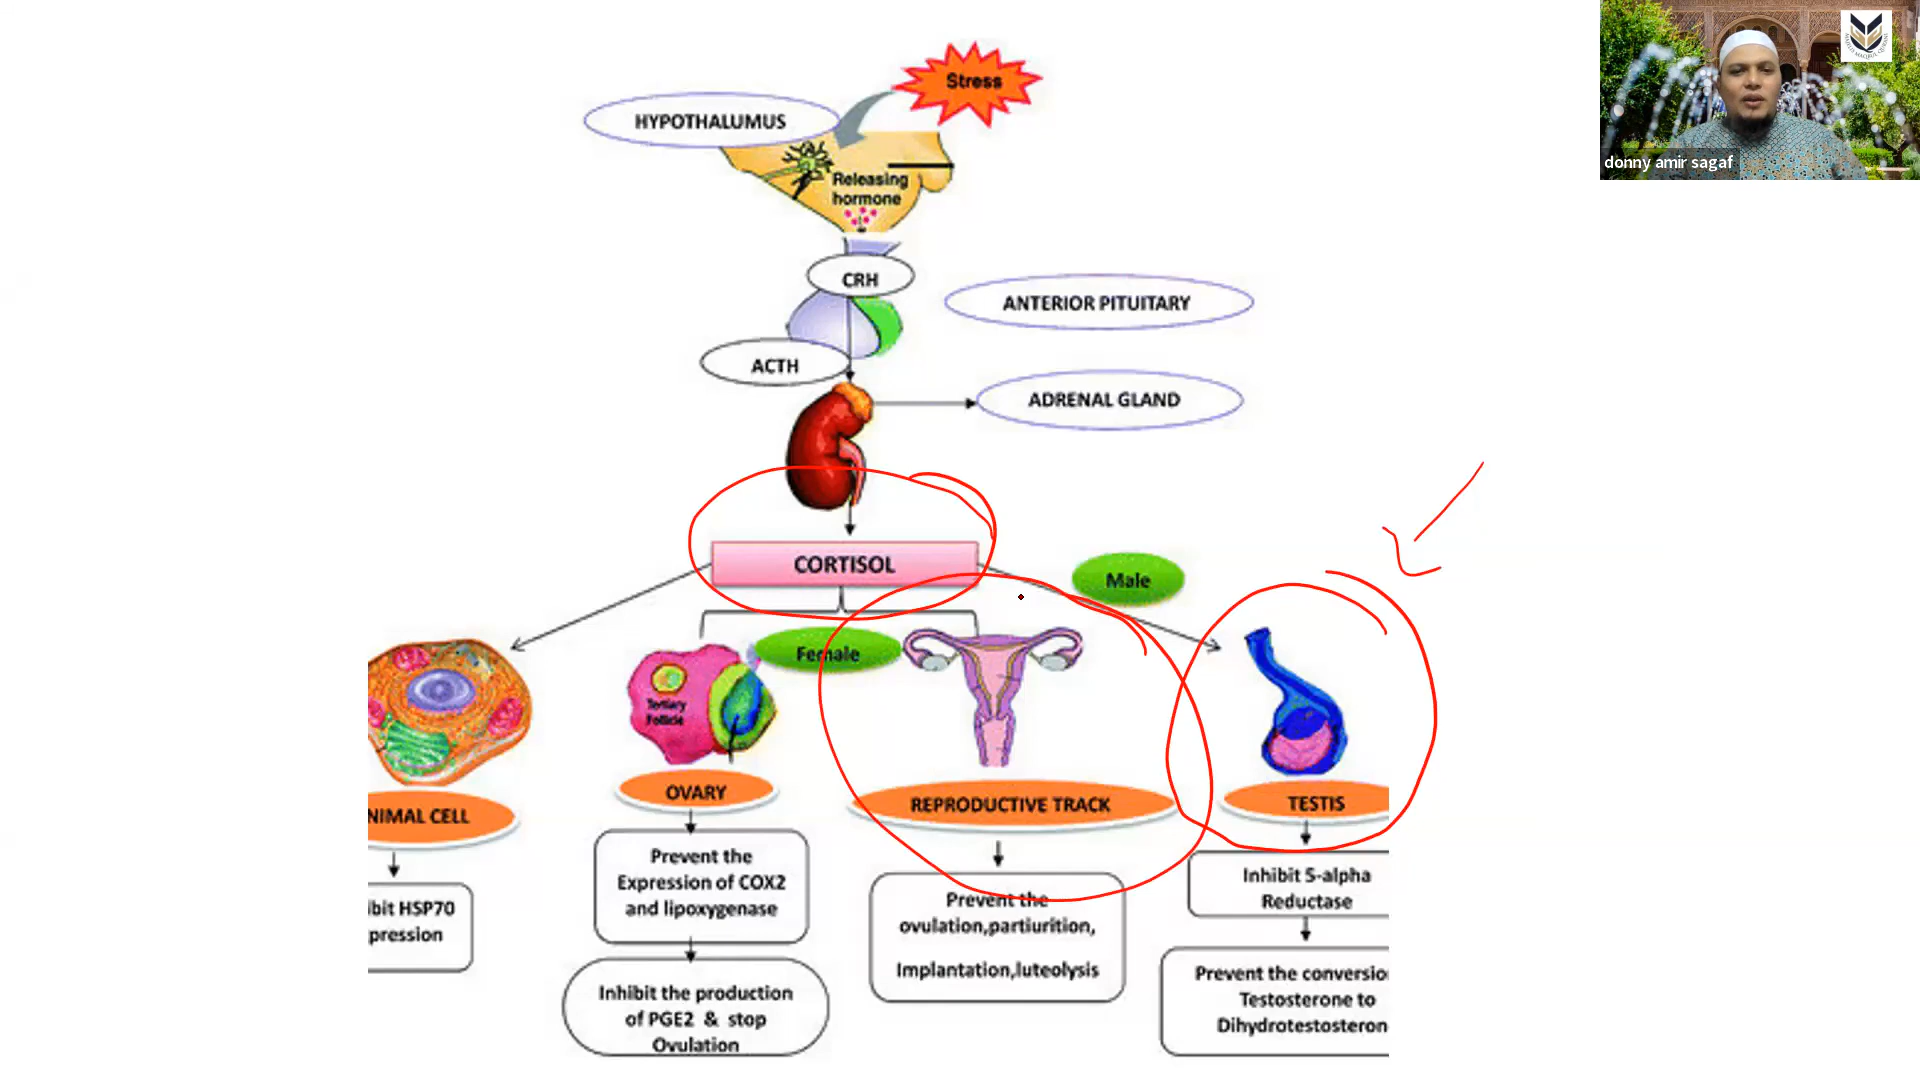 Stress
HYPOTHALUMUS
Releasing
hormone
CRH
ANTERIOR PITUITARY
ACTH
ADRENAL GLAND
CORTISOL
Male
Female
Tertiary
Follicle
NIMAL CELL
OVARY
REPRODUCTIVE TRACK
TESTIS
ibit HSP70
pression
Prevent the
Expression of COX2
and lipoxygenase
Inhibit the production
of PGE2 & stop
Ovulation
Prevent the
ovulation,partiurition,
Implantation,luteolysis
Inhibit 5-alpha
Reductase
Prevent the conversio
Testosterone to
Dihydrotestosteron
donny amir sagaf